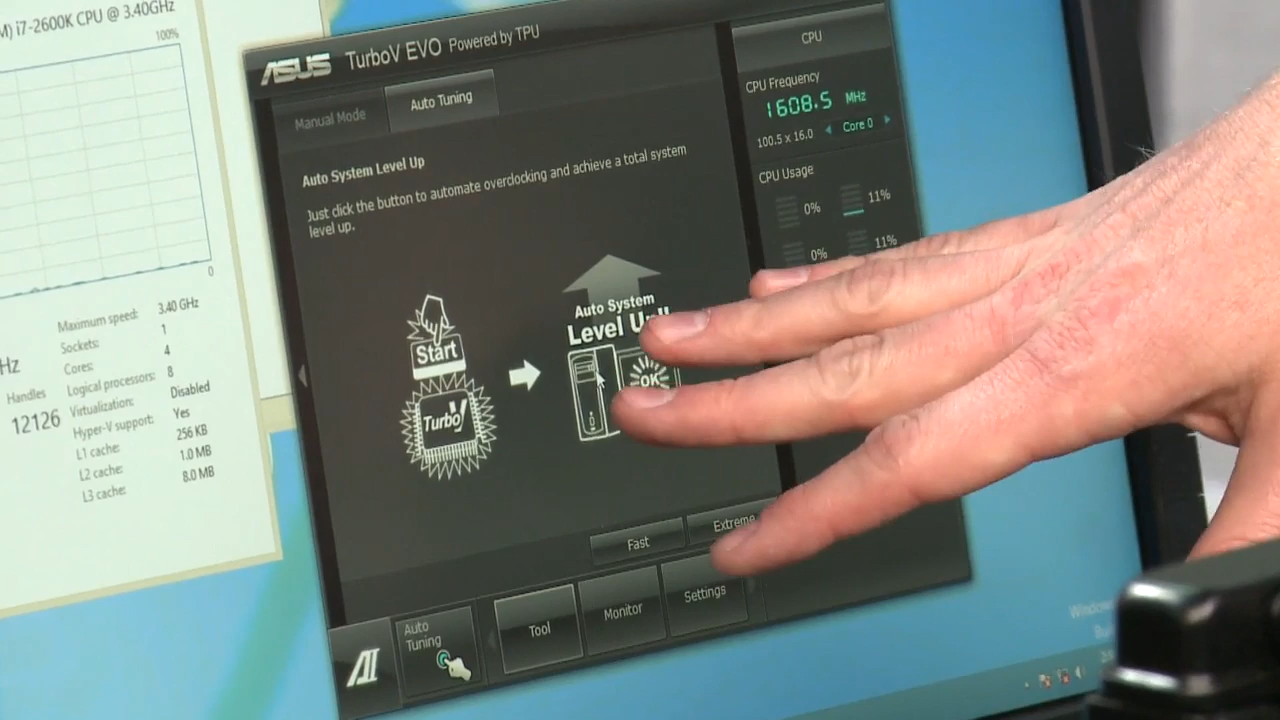 i7-2600K CPU @ 3.40GHz
100%
0
Maximum speed: 3.40 GHz
Sockets: 1
Cores: 4
Logical processors: 8
Virtualization: Disabled
Hyper-V support: Yes
L1 cache: 256 KB
L2 cache: 1.0 MB
L3 cache: 8.0 MB
Handles
12126
ASUS TurboV EVO Powered by TPU
Manual Mode Auto Tuning
Auto System Level Up
Just click the button to automate overclocking and achieve a total system
level up.
Start
Turbo
Auto System
Level Up!!
OK
Fast Extreme
Auto
Tuning
Tool Monitor Settings
CPU
CPU Frequency
1608.5 MHz
100.5 x 16.0 Core 0
CPU Usage
0% 11%
0% 11%